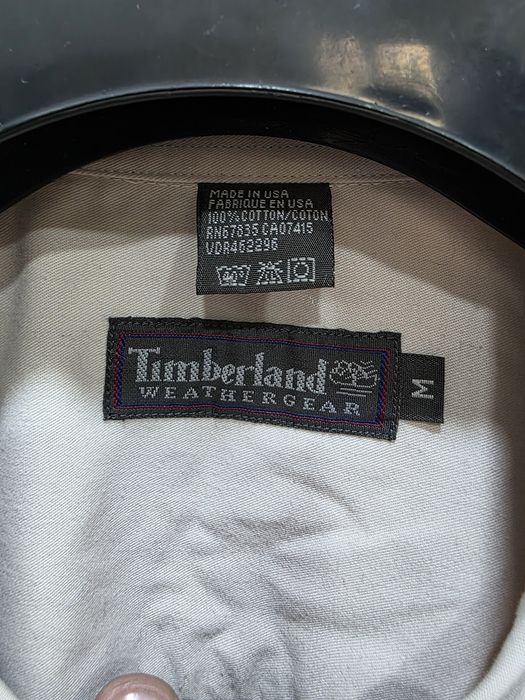 MADE IN USA
FABRIQUE EN USA
100% COTTON/COTON
RN67835 CA07415
VDR462296
Timberland
WEATHERGEAR
M